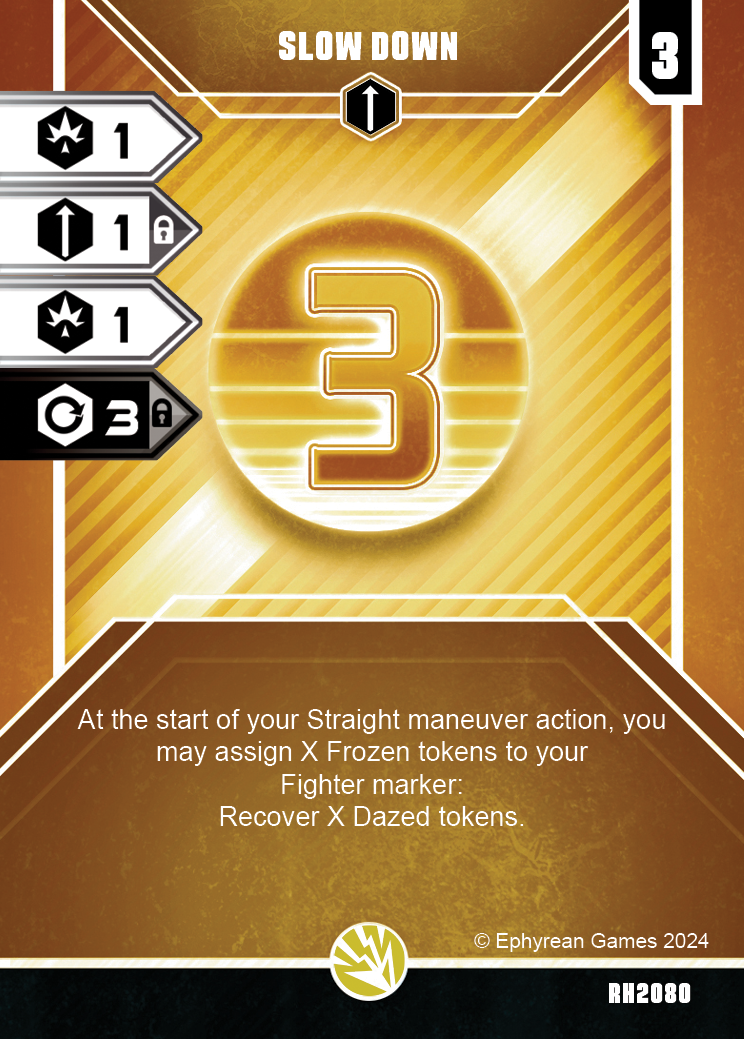 SLOW DOWN
3
1
1
1
3
3
At the start of your Straight maneuver action, you
may assign X Frozen tokens to your
Fighter marker:
Recover X Dazed tokens.
© Ephyrean Games 2024
RH2080